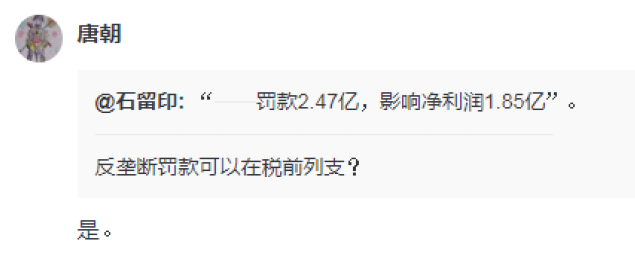 唐朝
@石留印:“——罚款2.47亿，影响净利润1.85亿”。
反垄断罚款可以在税前列支？
是。